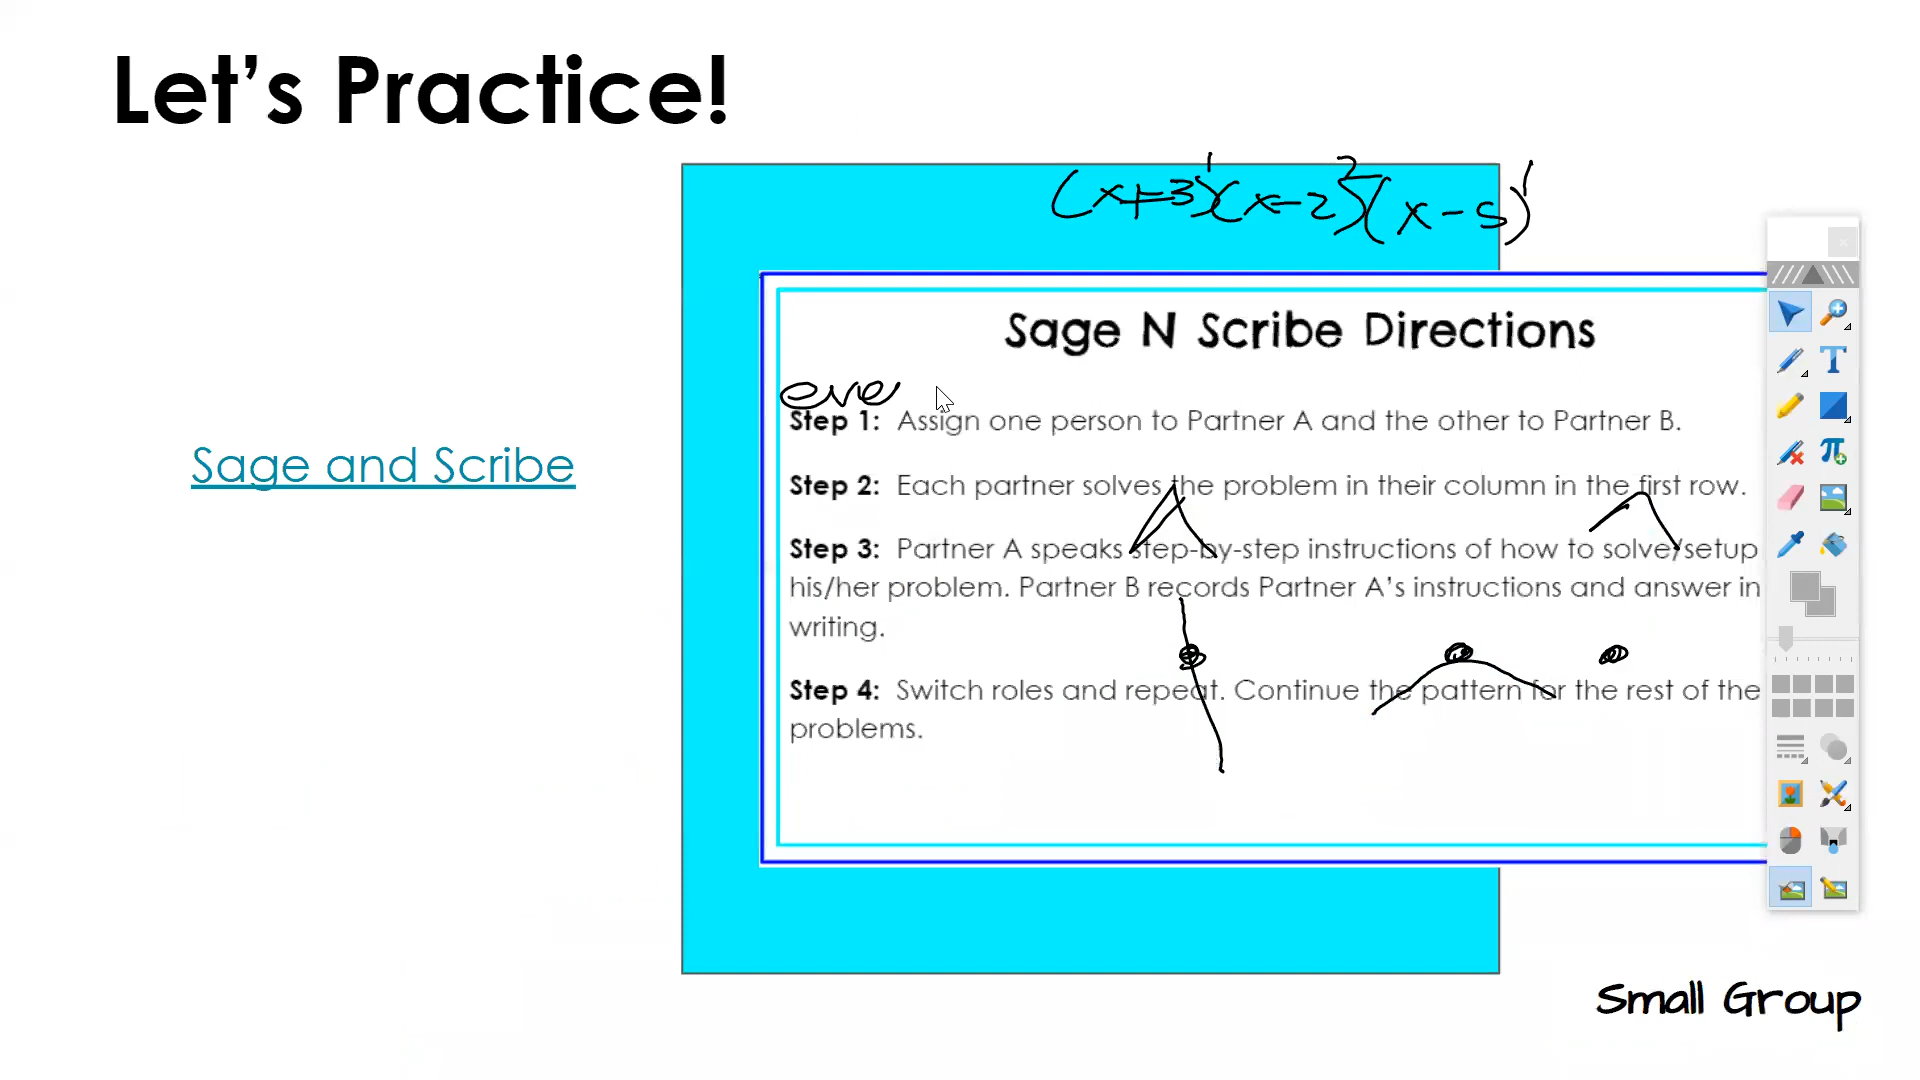 Let's Practice!
(x+3)¹(x-2)²(x-5)¹
Sage N Scribe Directions
eve
Step 1: Assign one person to Partner A and the other to Partner B.
Sage and Scribe
Step 2: Each partner solves the problem in their column in the first row.
Step 3: Partner A speaks step-by-step instructions of how to solve/setup
his/her problem. Partner B records Partner A's instructions and answer in
writing.
Step 4: Switch roles and repeat. Continue the pattern for the rest of the
problems.
Small Group